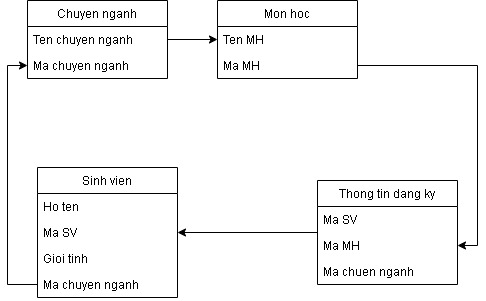 Chuyen nganh
Ten chuyen nganh
Ma chuyen nganh
Mon hoc
Ten MH
Ma MH
Sinh vien
Ho ten
Ma SV
Gioi tinh
Ma chuyen nganh
Thong tin dang ky
Ma SV
Ma MH
Ma chuen nganh